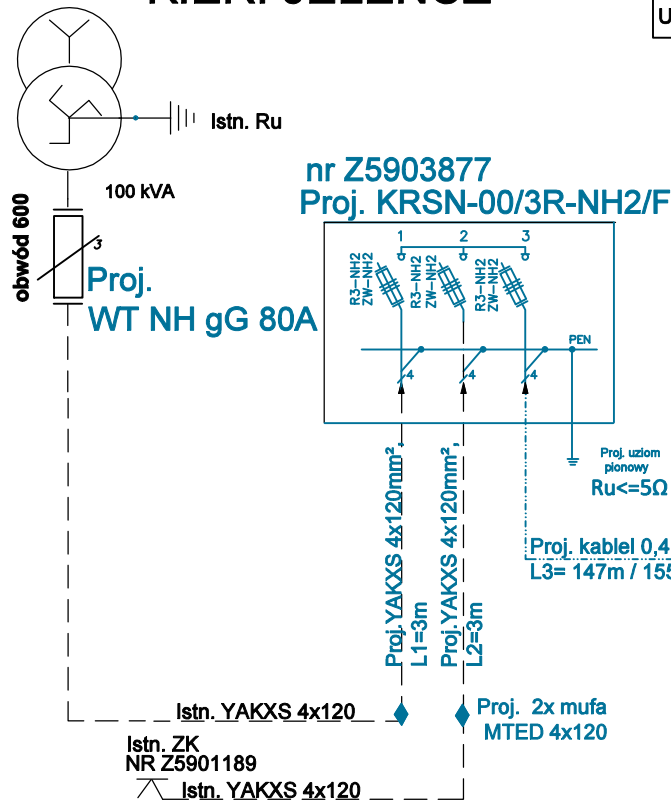 Istn. Ru
100 kVA
obwód 600
3
Proj.
WT NH gG 80A
nr Z5903877
Proj. KRSN-00/3R-NH2/F
1 2 3
R3-NH2
ZW-NH2
R3-NH2
ZW-NH2
R3-NH2
ZW-NH2
PEN
4 4 4
Proj. uziom
pionowy
Ru<=5Ω
Proj. YAKXS 4x120mm²,
L1=3m
Proj. YAKXS 4x120mm²,
L2=3m
Proj. kablel 0,4
L3= 147m / 155
Istn. YAKXS 4x120
Proj. 2x mufa
MTED 4x120
Istn. ZK
NR Z5901189
Istn. YAKXS 4x120